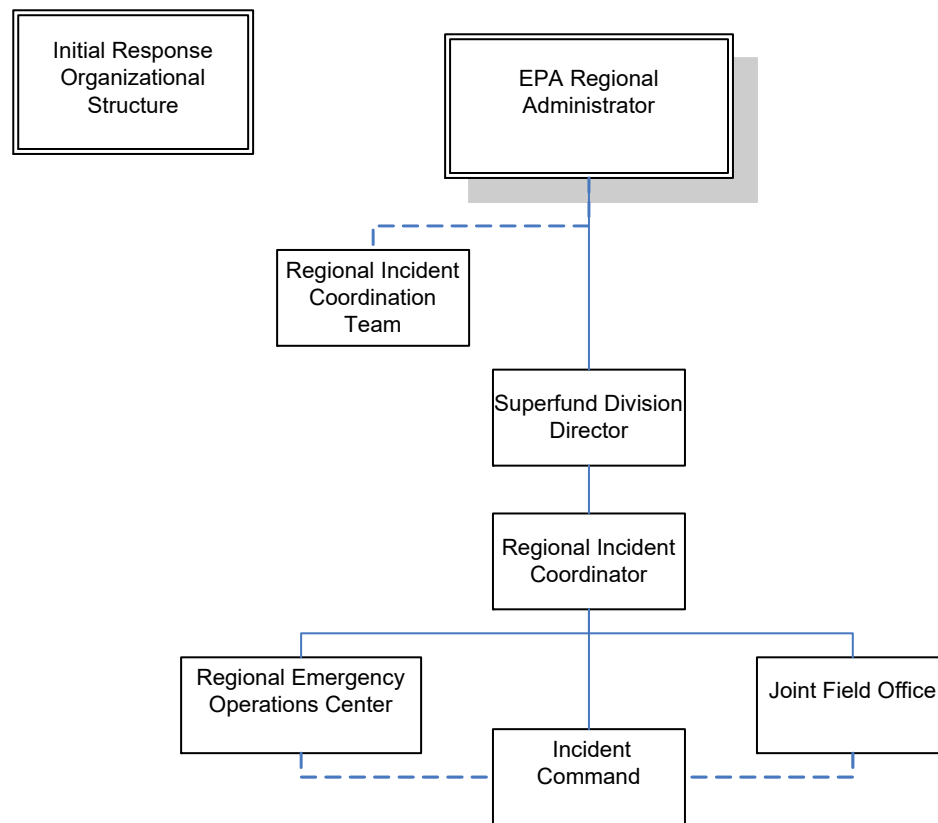 Initial Response
Organizational
Structure
EPA Regional
Administrator
Regional Incident
Coordination
Team
Superfund Division
Director
Regional Incident
Coordinator
Regional Emergency
Operations Center
Joint Field Office
Incident
Command